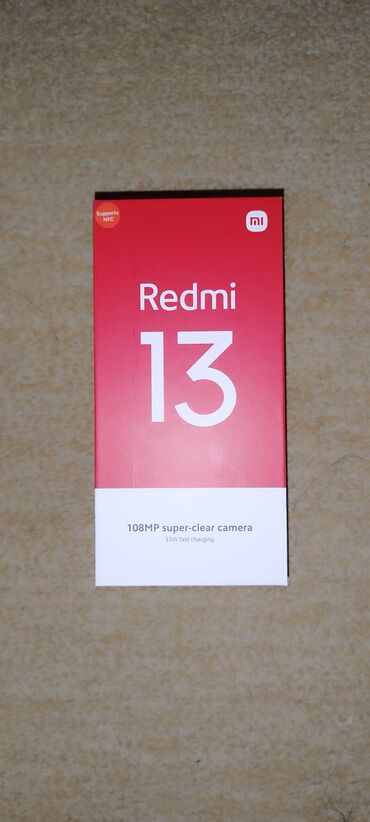 Supports
NFC
mi
Redmi
13
108MP super-clear camera
33W fast charging